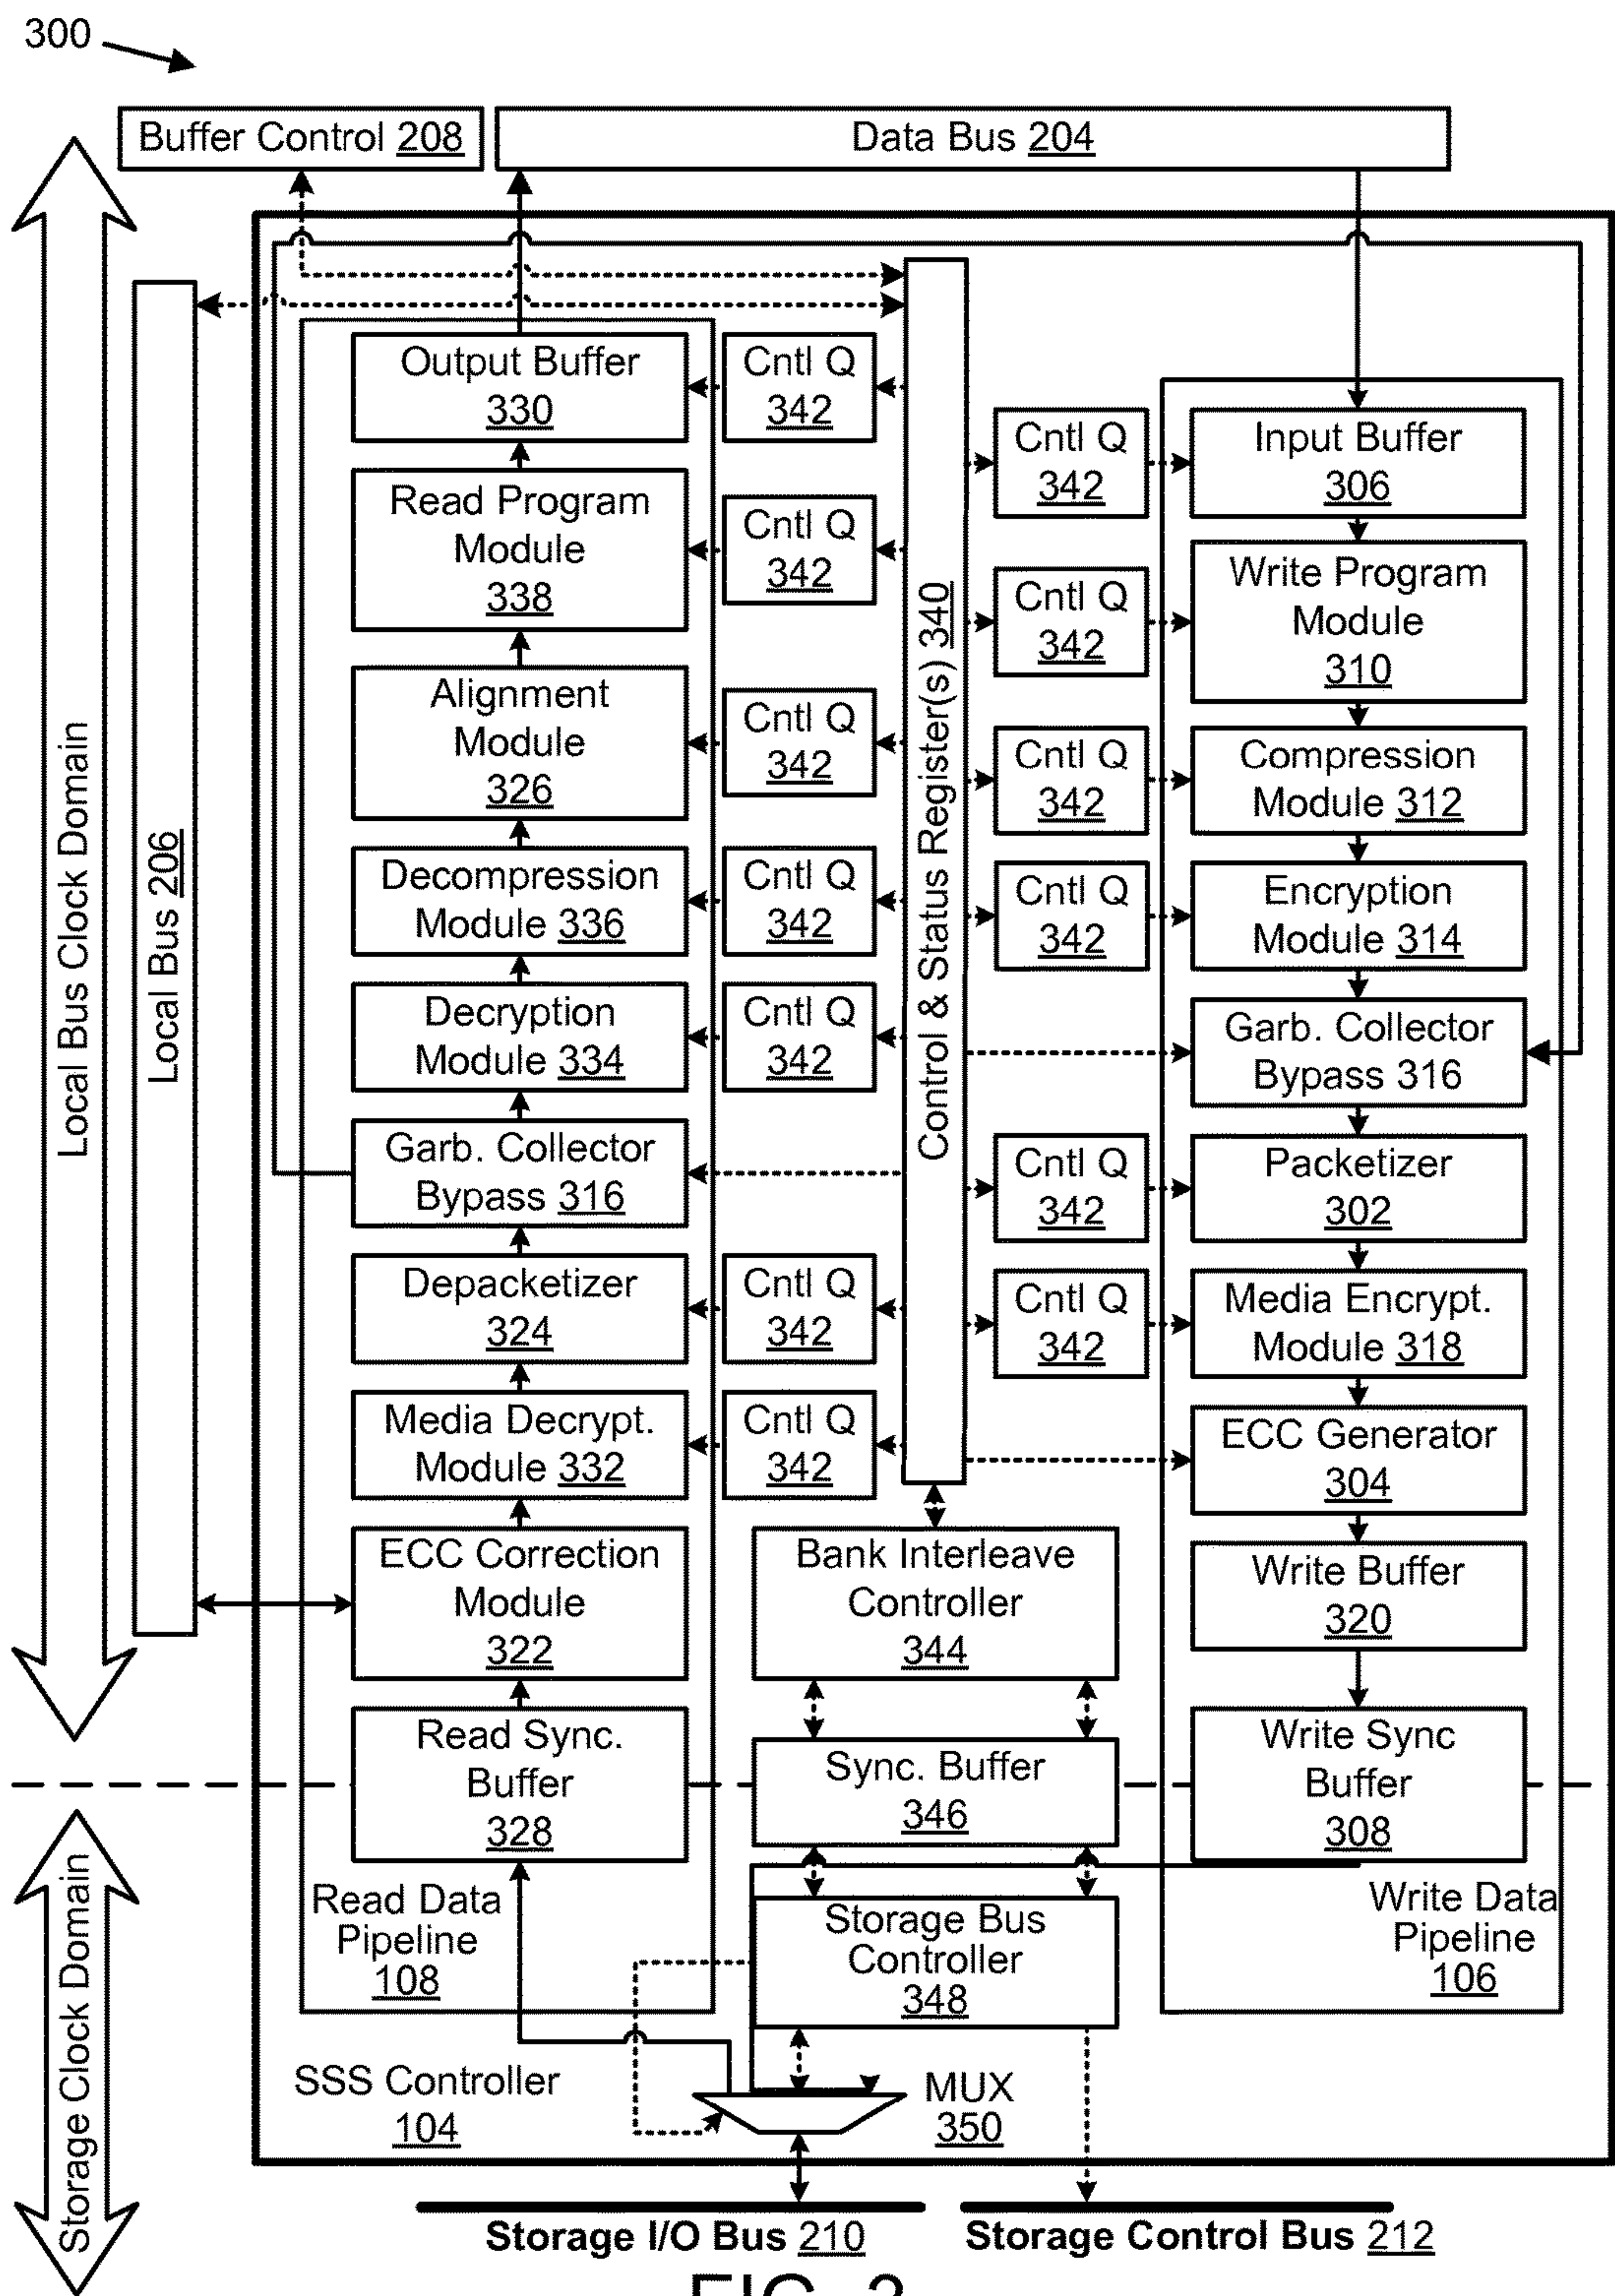 300
Buffer Control 208
Data Bus 204
Local Bus Clock Domain
Local Bus 206
Output Buffer
330
Read Program
Module
338
Alignment
Module
326
Decompression
Module 336
Decryption
Module 334
Garb. Collector
Bypass 316
Depacketizer
324
Media Decrypt.
Module 332
ECC Correction
Module
322
Read Sync.
Buffer
328
Read Data
Pipeline
108
Cntl Q
342
Cntl Q
342
Cntl Q
342
Cntl Q
342
Cntl Q
342
Cntl Q
342
Cntl Q
342
Control & Status Register(s) 340
Bank Interleave
Controller
344
Sync. Buffer
346
Storage Bus
Controller
348
Cntl Q
342
Cntl Q
342
Cntl Q
342
Cntl Q
342
Cntl Q
342
Cntl Q
342
Input Buffer
306
Write Program
Module
310
Compression
Module 312
Encryption
Module 314
Garb. Collector
Bypass 316
Packetizer
302
Media Encrypt.
Module 318
ECC Generator
304
Write Buffer
320
Write Sync
Buffer
308
Write Data
Pipeline
106
Storage Clock Domain
SSS Controller
104
MUX
350
Storage I/O Bus 210
Storage Control Bus 212